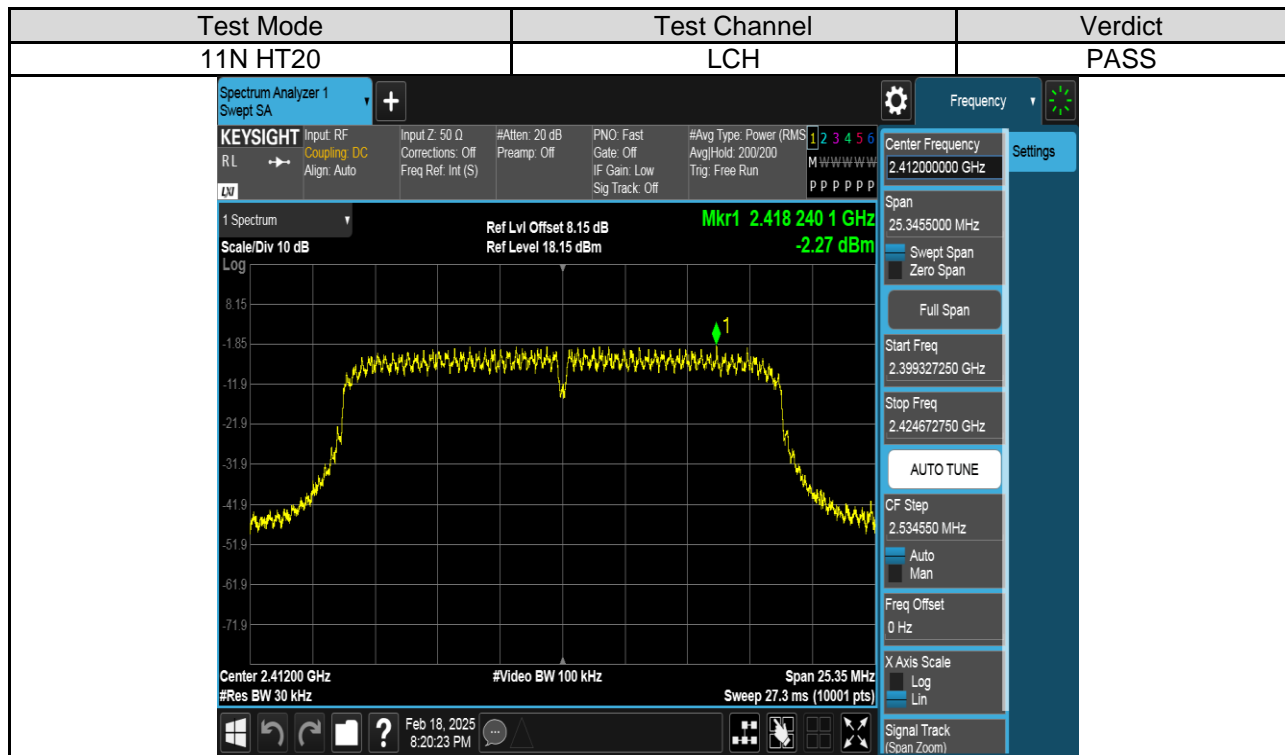 Test Mode Test Channel Verdict
11N HT20 LCH PASS
Spectrum Analyzer 1
Swept SA
+
Frequency
KEYSIGHT Input: RF Input Z: 50 Ω #Atten: 20 dB PNO: Fast #Avg Type: Power (RMS 1 2 3 4 5 6
RL Coupling: DC Corrections: Off Preamp: Off Gate: Off Avg|Hold: 200/200 M W W W W W
Align: Auto Freq Ref: Int (S) IF Gain: Low Trig: Free Run
LXI Sig Track: Off P P P P P P
1 Spectrum
Ref Lvl Offset 8.15 dB Mkr1 2.418 240 1 GHz
Scale/Div 10 dB Ref Level 18.15 dBm -2.27 dBm
Log
8.15
1
-1.85
-11.9
-21.9
-31.9
-41.9
-51.9
-61.9
-71.9
Center 2.41200 GHz #Video BW 100 kHz Span 25.35 MHz
#Res BW 30 kHz Sweep 27.3 ms (10001 pts)
? Feb 18, 2025
8:20:23 PM
Center Frequency
2.412000000 GHz
Settings
Span
25.3455000 MHz
Swept Span
Zero Span
Full Span
Start Freq
2.399327250 GHz
Stop Freq
2.424672750 GHz
AUTO TUNE
CF Step
2.534550 MHz
Auto
Man
Freq Offset
0 Hz
X Axis Scale
Log
Lin
Signal Track
(Span Zoom)